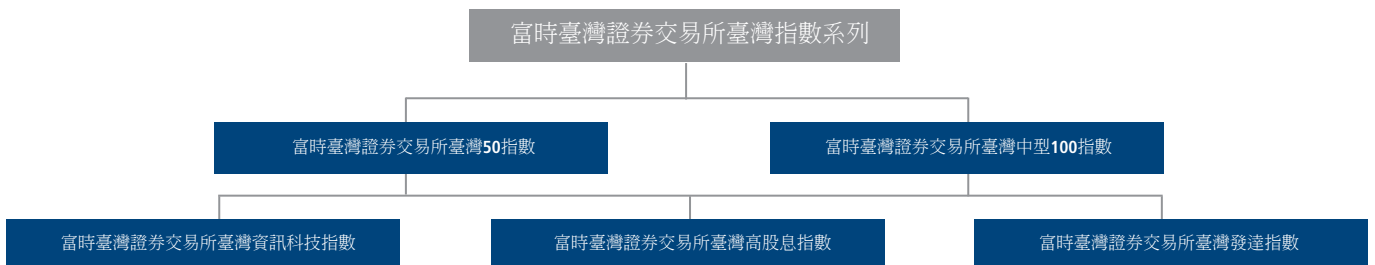 富時臺灣證券交易所臺灣指數系列
富時臺灣證券交易所臺灣50指數
富時臺灣證券交易所臺灣中型100指數
富時臺灣證券交易所臺灣資訊科技指數
富時臺灣證券交易所臺灣高股息指數
富時臺灣證券交易所臺灣發達指數